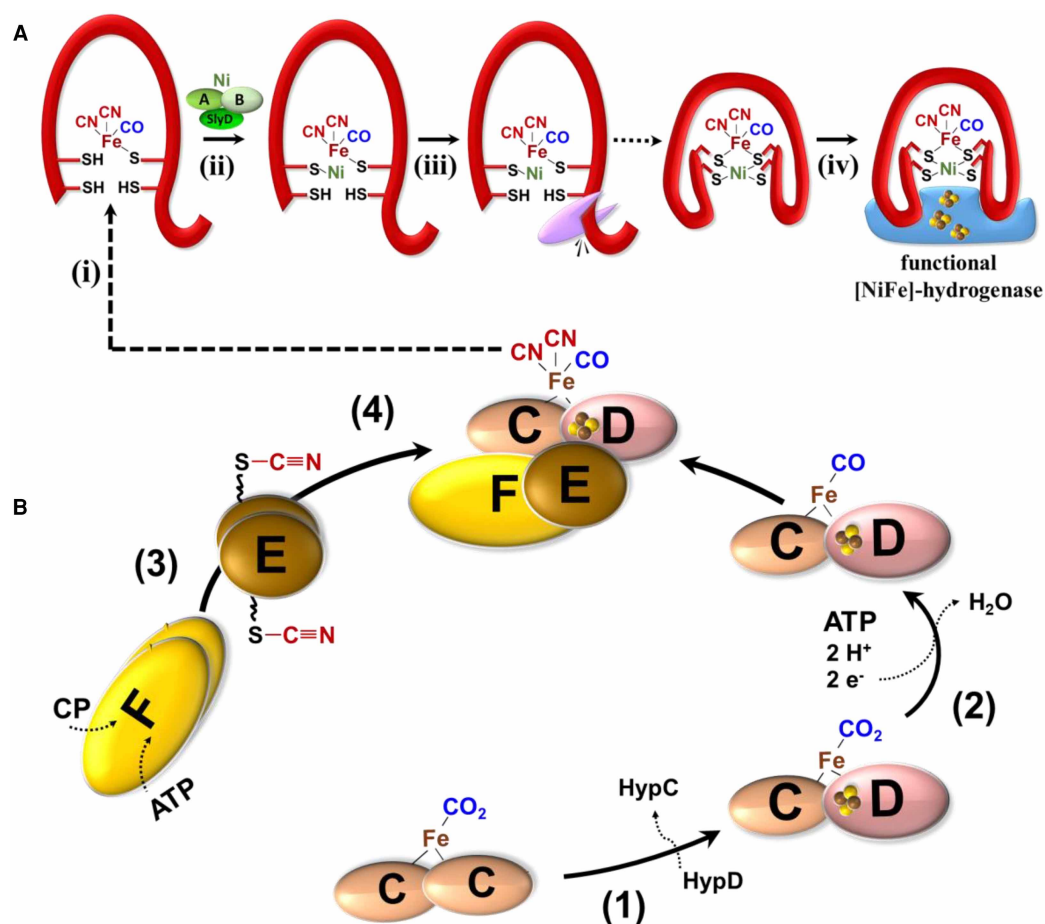 A
Ni
A B
SlyD
CN CN CO
Fe
SH S
SH HS
(i)
(ii)
CN CN CO
Fe
S S
Ni
SH HS
(iii)
CN CN CO
Fe
S S
Ni
SH HS
CN CN CO
Fe
S S
Ni
S S
(iv)
CN CN CO
Fe
S S
Ni
S S
functional
[NiFe]-hydrogenase
B
CN CN CO
Fe
C D
F E
(4)
S-C≡N
E
S-C≡N
(3)
F
CP
ATP
CO
Fe
C D
ATP
2 H+
2 e-
H2O
(2)
CO2
Fe
C D
HypC
HypD
(1)
CO2
Fe
C C